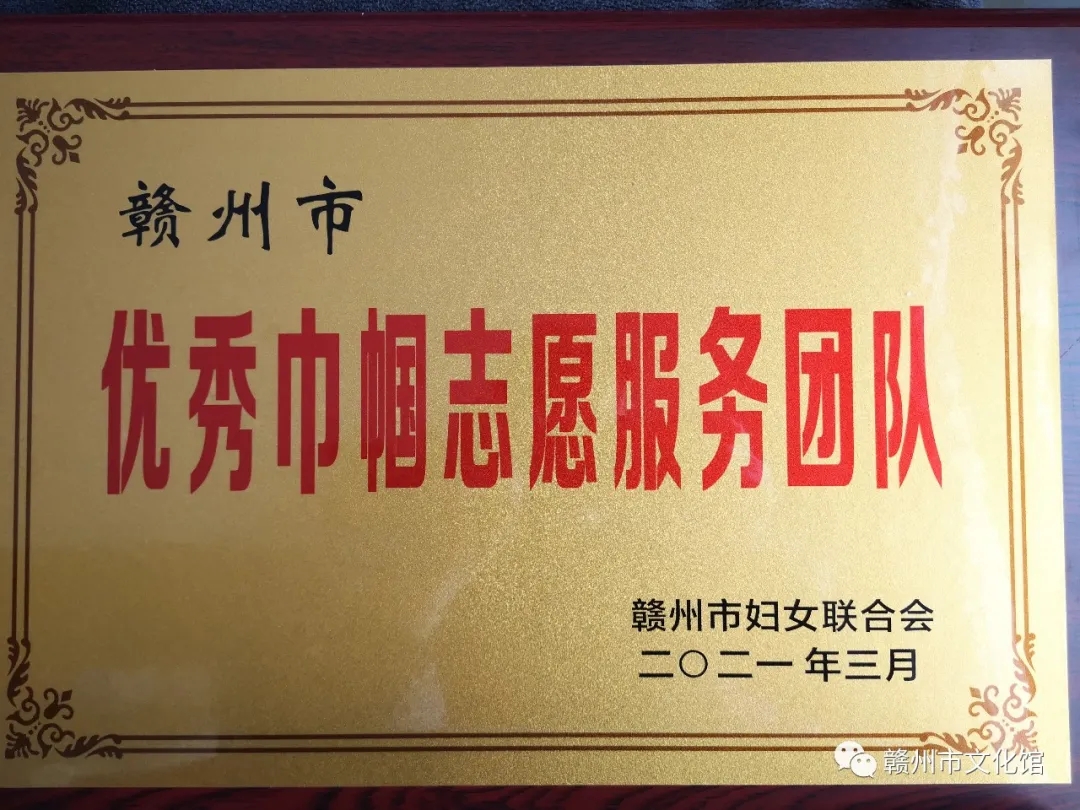 赣州市
优秀巾帼志愿服务团队
赣州市妇女联合会
二〇二一年三月
赣州市文化馆